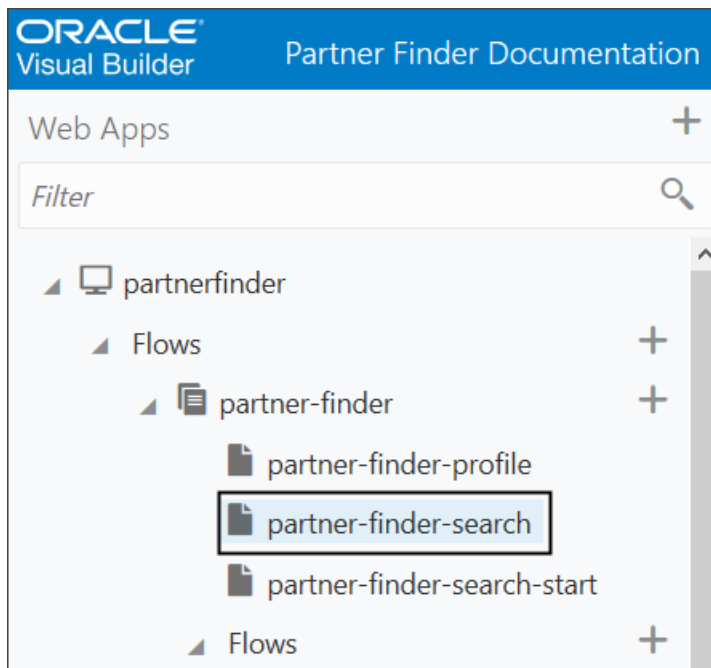 ORACLE
Visual Builder
Partner Finder Documentation
Web Apps
Filter
partnerfinder
Flows
partner-finder
partner-finder-profile
partner-finder-search
partner-finder-search-start
Flows